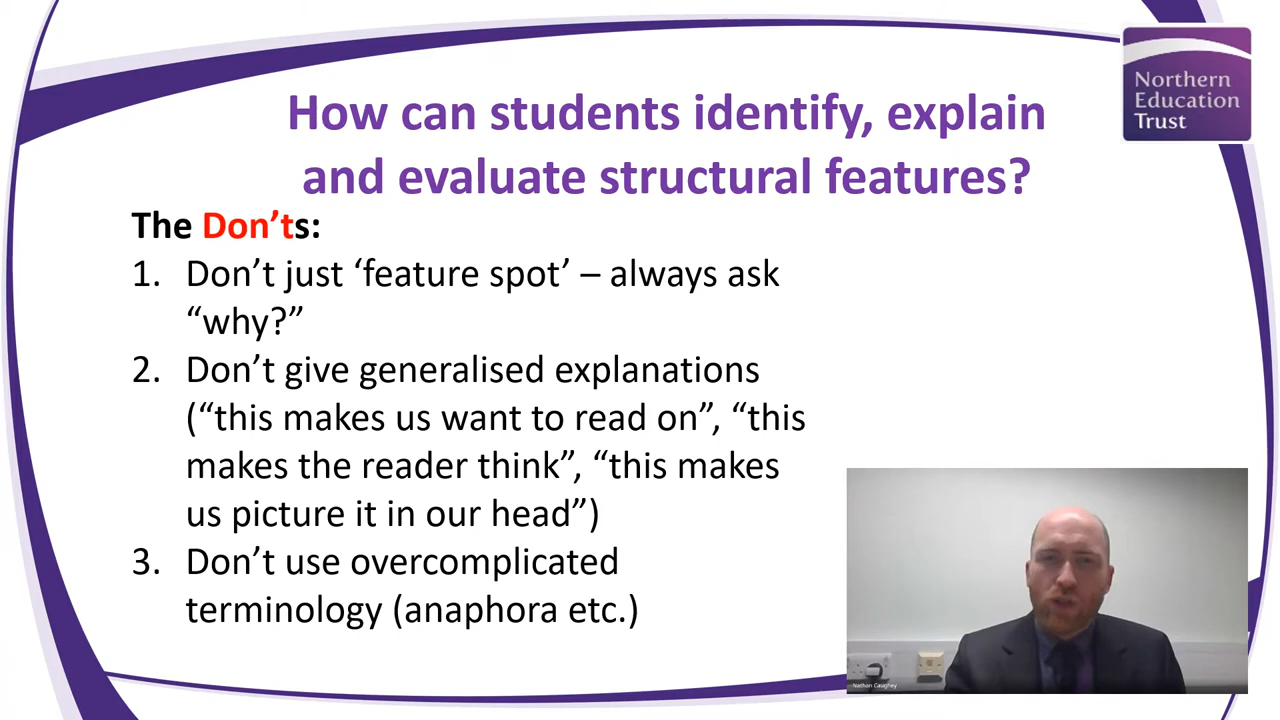 Northern
Education
Trust
How can students identify, explain
and evaluate structural features?
The Don’ts:
1. Don’t just ‘feature spot’ – always ask
“why?”
2. Don’t give generalised explanations
(“this makes us want to read on”, “this
makes the reader think”, “this makes
us picture it in our head”)
3. Don’t use overcomplicated
terminology (anaphora etc.)
Nathan Caughey